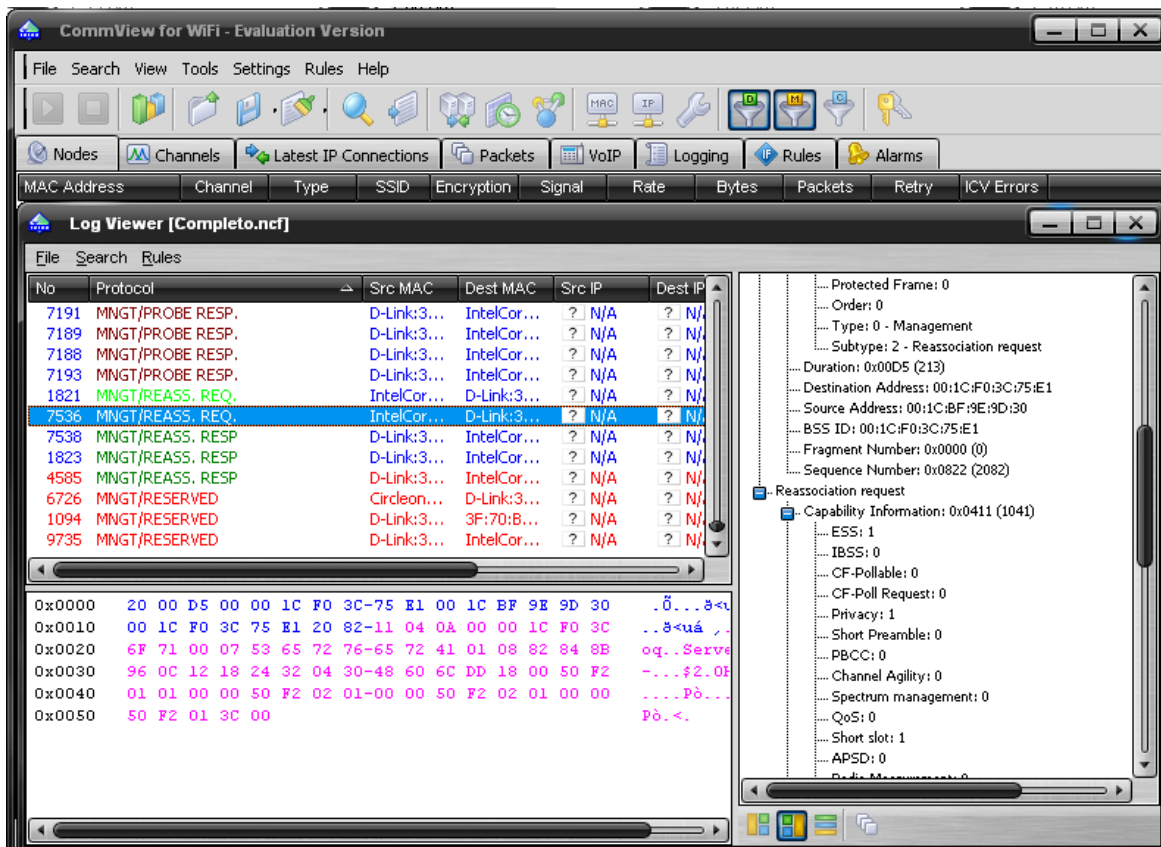 CommView for WiFi - Evaluation Version
File Search View Tools Settings Rules Help
MAC IP D M C
Nodes Channels Latest IP Connections Packets VoIP Logging Rules Alarms
MAC Address Channel Type SSID Encryption Signal Rate Bytes Packets Retry ICV Errors
Log Viewer [Completo.ncf]
File Search Rules
No Protocol Src MAC Dest MAC Src IP Dest IP
7191 MNGT/PROBE RESP. D-Link:3... IntelCor... ? N/A ? N/
7189 MNGT/PROBE RESP. D-Link:3... IntelCor... ? N/A ? N/
7188 MNGT/PROBE RESP. D-Link:3... IntelCor... ? N/A ? N/
7193 MNGT/PROBE RESP. D-Link:3... IntelCor... ? N/A ? N/
1821 MNGT/REASS. REQ. IntelCor... D-Link:3... ? N/A ? N/
7536 MNGT/REASS. REQ. IntelCor... D-Link:3... ? N/A ? N/
7538 MNGT/REASS. RESP D-Link:3... IntelCor... ? N/A ? N/
1823 MNGT/REASS. RESP D-Link:3... IntelCor... ? N/A ? N/
4585 MNGT/REASS. RESP D-Link:3... IntelCor... ? N/A ? N/
6726 MNGT/RESERVED Circleon... D-Link:3... ? N/A ? N/
1094 MNGT/RESERVED D-Link:3... 3F:70:B... ? N/A ? N/
9735 MNGT/RESERVED D-Link:3... IntelCor... ? N/A ? N/
0x0000 20 00 D5 00 00 1C F0 3C-75 E1 00 1C BF 9E 9D 30 .Õ...ð<u
0x0010 00 1C F0 3C 75 E1 20 82-11 04 0A 00 00 1C F0 3C ..ð<uá ‚.
0x0020 6F 71 00 07 53 65 72 76-65 72 41 01 08 82 84 8B oq..Serve
0x0030 96 0C 12 18 24 32 04 30-48 60 6C DD 18 00 50 F2 –...$2.0H
0x0040 01 01 00 00 50 F2 02 01-00 00 50 F2 02 01 00 00 ....Pò...
0x0050 50 F2 01 3C 00 Pò.<.
Protected Frame: 0
Order: 0
Type: 0 - Management
Subtype: 2 - Reassociation request
Duration: 0x00D5 (213)
Destination Address: 00:1C:F0:3C:75:E1
Source Address: 00:1C:BF:9E:9D:30
BSS ID: 00:1C:F0:3C:75:E1
Fragment Number: 0x0000 (0)
Sequence Number: 0x0822 (2082)
Reassociation request
Capability Information: 0x0411 (1041)
ESS: 1
IBSS: 0
CF-Pollable: 0
CF-Poll Request: 0
Privacy: 1
Short Preamble: 0
PBCC: 0
Channel Agility: 0
Spectrum management: 0
QoS: 0
Short slot: 1
APSD: 0